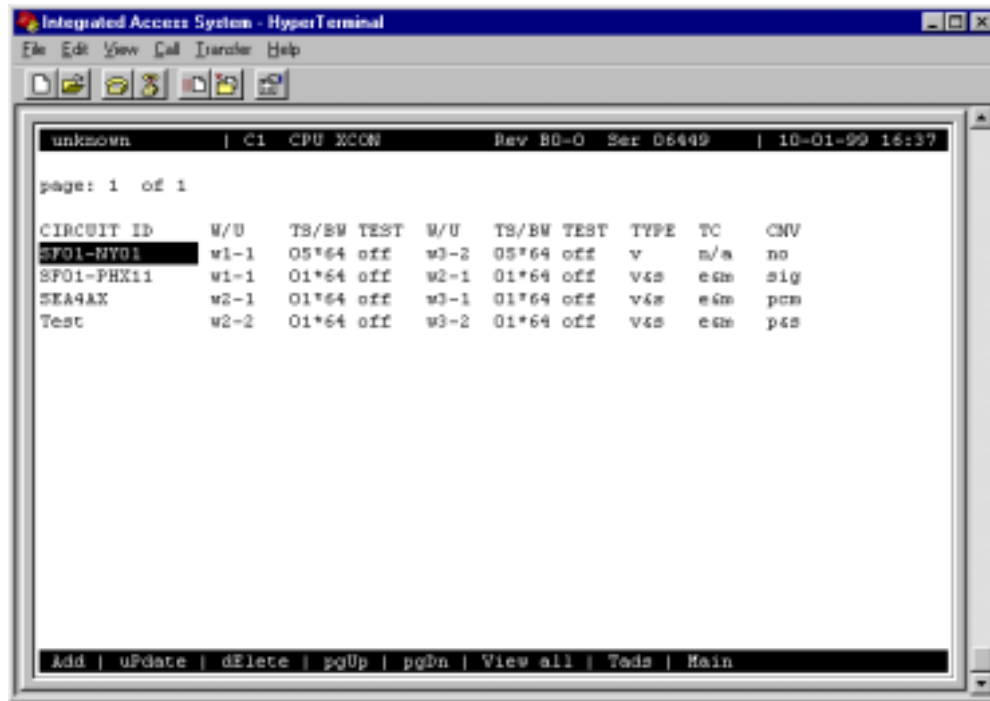 Integrated Access System - HyperTerminal
File Edit View Call Transfer Help
unknown | C1 CPU XCON Rev B0-0 Ser 06449 | 10-01-99 16:37
page: 1 of 1
CIRCUIT ID W/U TS/BW TEST W/U TS/BW TEST TYPE TC CNV
SF01-NY01 w1-1 05*64 off w3-2 05*64 off v n/a no
SF01-PHX11 w1-1 01*64 off w2-1 01*64 off v&s e&m sig
SKA4AX w2-1 01*64 off w3-1 01*64 off v&s e&m pcm
Test w2-2 01*64 off w3-2 01*64 off v&s e&m p&s
Add | uPdate | dElete | pgUp | pgDn | View all | Tads | Main